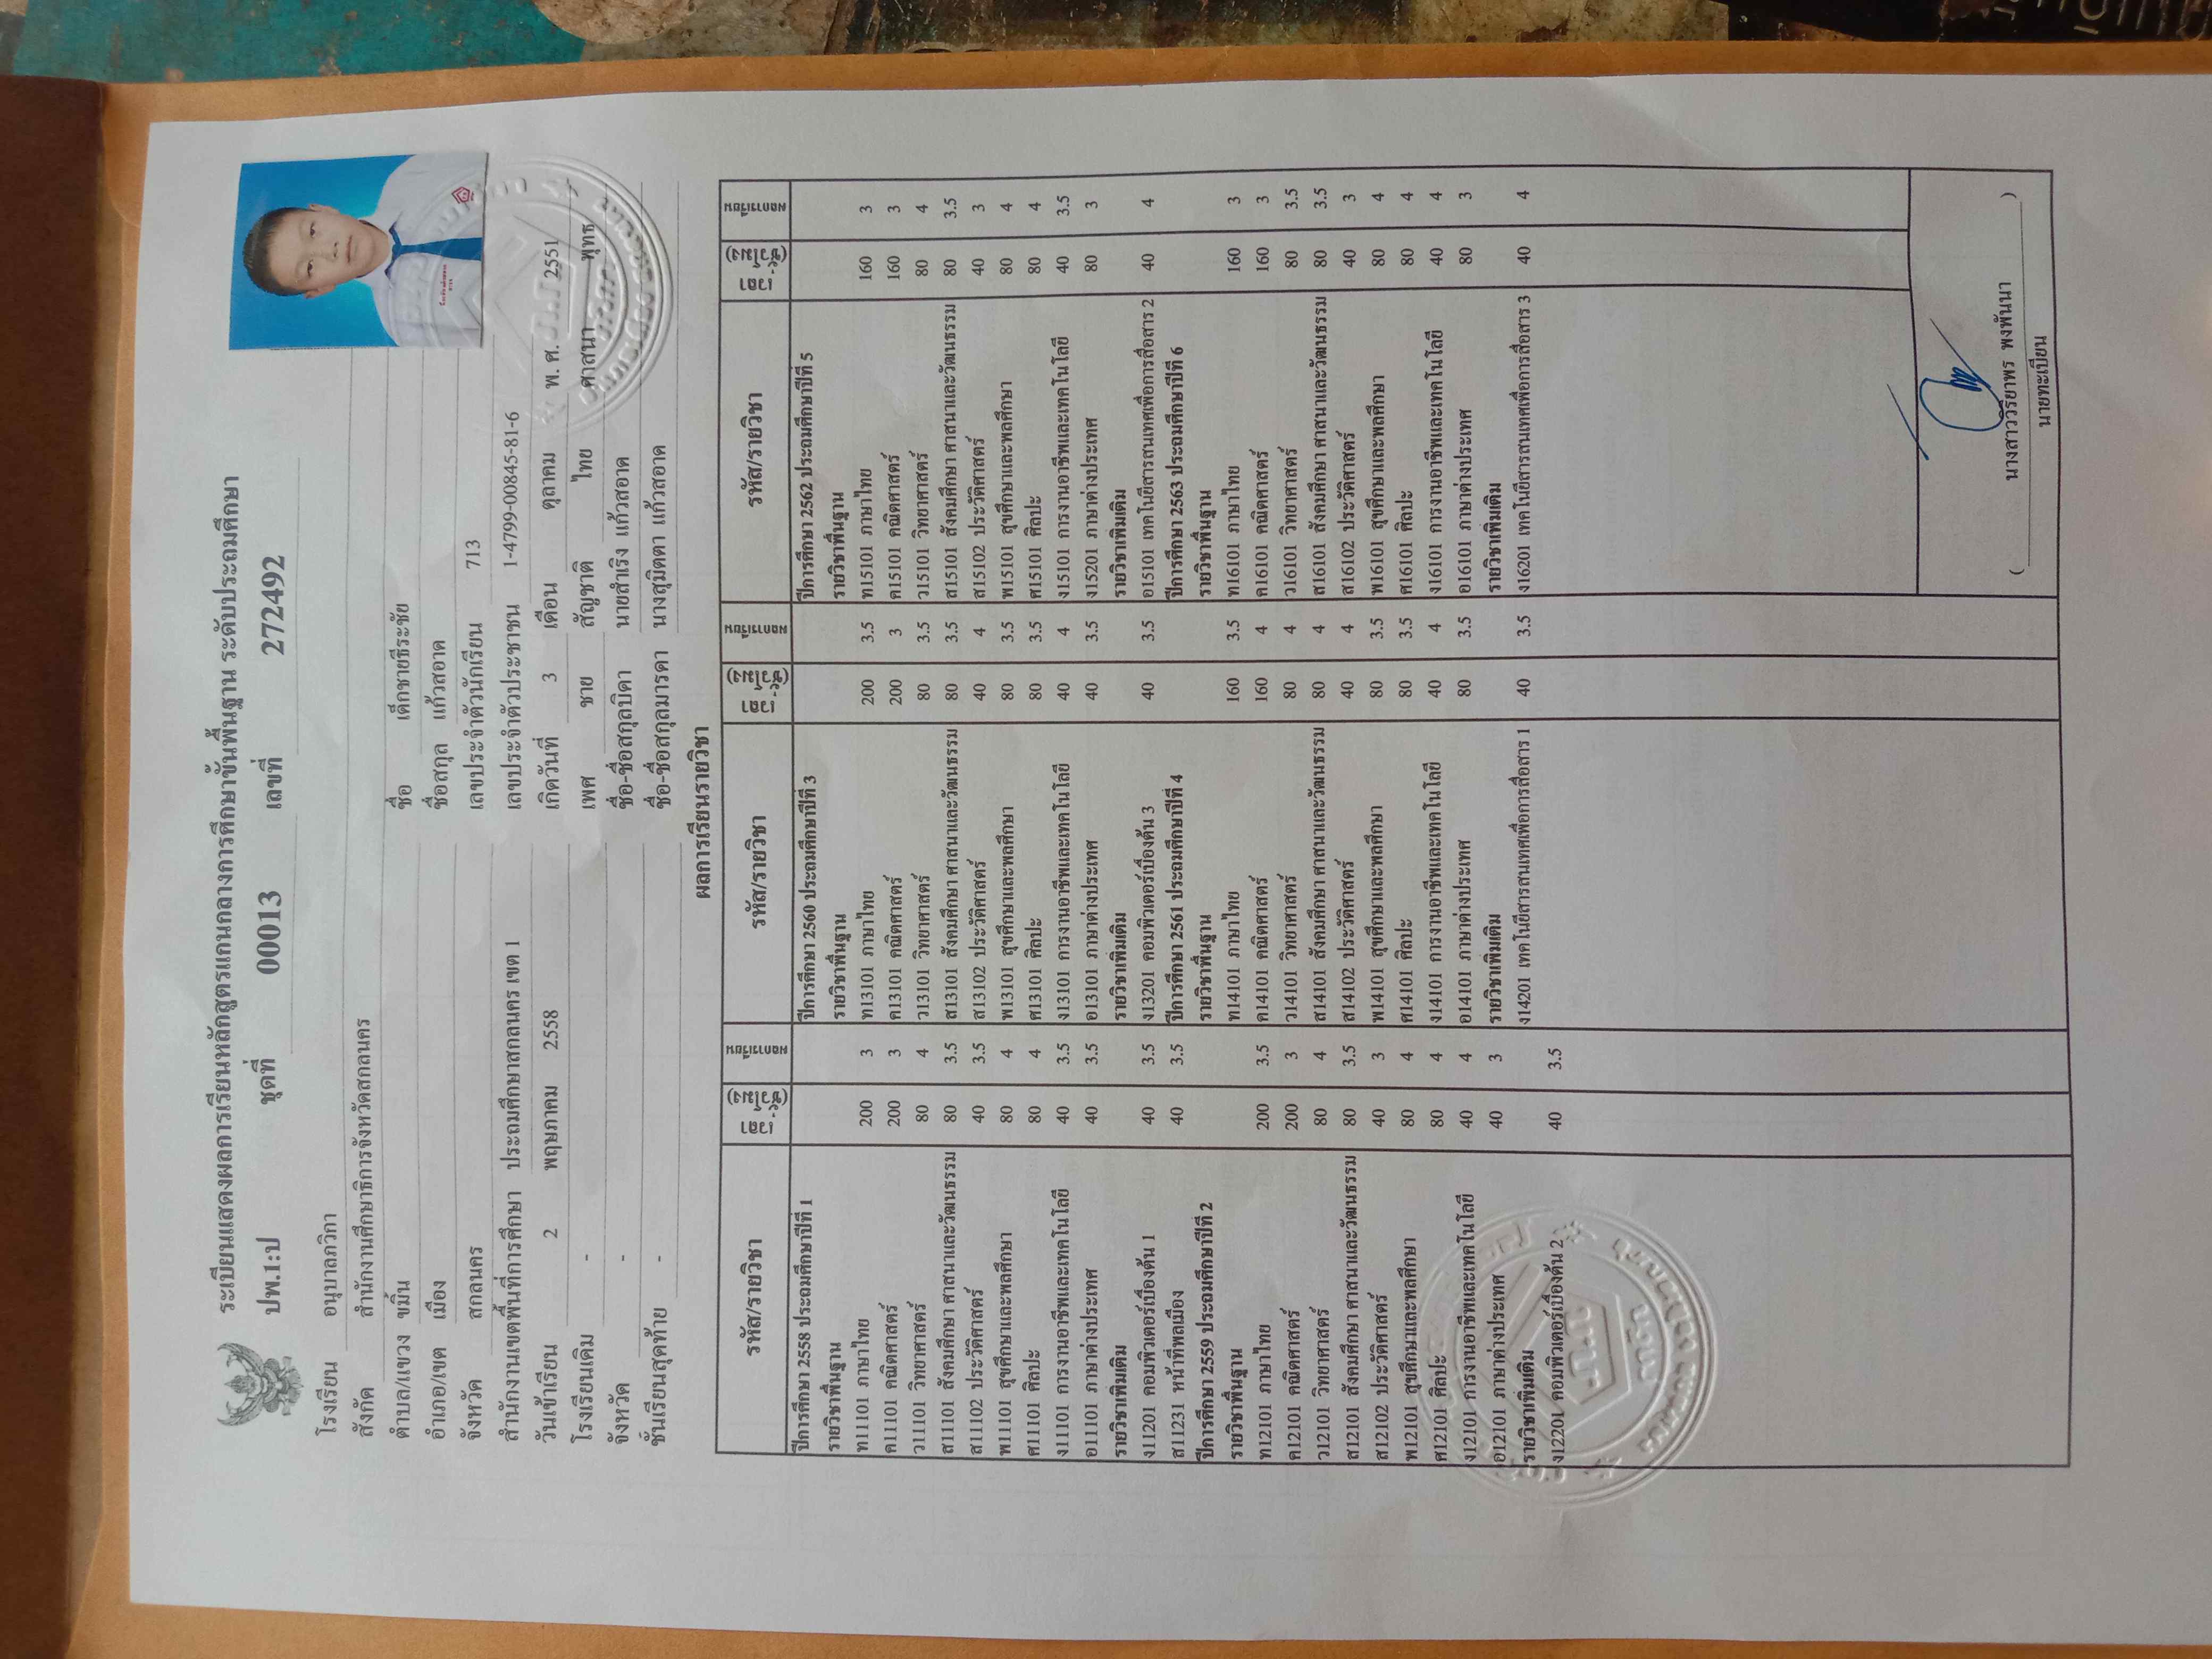 ระเบียนแสดงผลการเรียนหลักสูตรแกนกลางการศึกษาขั้นพื้นฐาน ระดับประถมศึกษา
ปพ.1:ป ชุดที่ 00013 เลขที่ 272492
โรงเรียน อนุบาลภวิกา
สังกัด สำนักงานศึกษาธิการจังหวัดสกลนคร
ตำบล/แขวง ขมิ้น
อำเภอ/เขต เมือง
จังหวัด สกลนคร
สำนักงานเขตพื้นที่การศึกษา ประถมศึกษาสกลนคร เขต 1
วันเข้าเรียน 2 พฤษภาคม 2558
โรงเรียนเดิม -
จังหวัด -
ชั้นเรียนสุดท้าย -
ชื่อ เด็กชายธีระชัย
ชื่อสกุล แก้วสอาด
เลขประจำตัวนักเรียน 713
เลขประจำตัวประชาชน 1-4799-00845-81-6
เกิดวันที่ 3 เดือน ตุลาคม พ.ศ. 2551
เพศ ชาย สัญชาติ ไทย ศาสนา พุทธ
ชื่อ-ชื่อสกุลบิดา นายสำเริง แก้วสอาด
ชื่อ-ชื่อสกุลมารดา นางสุมิตตา แก้วสอาด
ผลการเรียนรายวิชา
รหัส/รายวิชา เวลา (ชั่วโมง) ผลการเรียน
ปีการศึกษา 2558 ประถมศึกษาปีที่ 1
รายวิชาพื้นฐาน
ท11101 ภาษาไทย 200 3
ค11101 คณิตศาสตร์ 200 3
ว11101 วิทยาศาสตร์ 80 4
ส11101 สังคมศึกษา ศาสนาและวัฒนธรรม 80 3.5
ส11102 ประวัติศาสตร์ 40 3.5
พ11101 สุขศึกษาและพลศึกษา 80 4
ศ11101 ศิลปะ 80 4
ง11101 การงานอาชีพและเทคโนโลยี 40 3.5
อ11101 ภาษาต่างประเทศ 40 3.5
รายวิชาเพิ่มเติม
ง11201 คอมพิวเตอร์เบื้องต้น 1 40 3.5
ส11231 หน้าที่พลเมือง 40 3.5
ปีการศึกษา 2559 ประถมศึกษาปีที่ 2
รายวิชาพื้นฐาน
ท12101 ภาษาไทย 200 3.5
ค12101 คณิตศาสตร์ 200 3
ว12101 วิทยาศาสตร์ 80 4
ส12101 สังคมศึกษา ศาสนาและวัฒนธรรม 80 3.5
ส12102 ประวัติศาสตร์ 40 3
พ12101 สุขศึกษาและพลศึกษา 80 4
ศ12101 ศิลปะ 80 4
ง12101 การงานอาชีพและเทคโนโลยี 40 4
อ12101 ภาษาต่างประเทศ 40 3
รายวิชาเพิ่มเติม
ง12201 คอมพิวเตอร์เบื้องต้น 2 40 3.5
รหัส/รายวิชา เวลา (ชั่วโมง) ผลการเรียน
ปีการศึกษา 2560 ประถมศึกษาปีที่ 3
รายวิชาพื้นฐาน
ท13101 ภาษาไทย 200 3.5
ค13101 คณิตศาสตร์ 200 3
ว13101 วิทยาศาสตร์ 80 3.5
ส13101 สังคมศึกษา ศาสนาและวัฒนธรรม 80 3.5
ส13102 ประวัติศาสตร์ 40 4
พ13101 สุขศึกษาและพลศึกษา 80 3.5
ศ13101 ศิลปะ 80 3.5
ง13101 การงานอาชีพและเทคโนโลยี 40 4
อ13101 ภาษาต่างประเทศ 40 3.5
รายวิชาเพิ่มเติม
ง13201 คอมพิวเตอร์เบื้องต้น 3 40 3.5
ปีการศึกษา 2561 ประถมศึกษาปีที่ 4
รายวิชาพื้นฐาน
ท14101 ภาษาไทย 160 3.5
ค14101 คณิตศาสตร์ 160 4
ว14101 วิทยาศาสตร์ 80 4
ส14101 สังคมศึกษา ศาสนาและวัฒนธรรม 80 4
ส14102 ประวัติศาสตร์ 40 4
พ14101 สุขศึกษาและพลศึกษา 80 3.5
ศ14101 ศิลปะ 80 3.5
ง14101 การงานอาชีพและเทคโนโลยี 40 4
อ14101 ภาษาต่างประเทศ 80 3.5
รายวิชาเพิ่มเติม
ง14201 เทคโนยีสารสนเทศเพื่อการสื่อสาร 1 40 3.5
รหัส/รายวิชา เวลา (ชั่วโมง) ผลการเรียน
ปีการศึกษา 2562 ประถมศึกษาปีที่ 5
รายวิชาพื้นฐาน
ท15101 ภาษาไทย 160 3
ค15101 คณิตศาสตร์ 160 3
ว15101 วิทยาศาสตร์ 80 4
ส15101 สังคมศึกษา ศาสนาและวัฒนธรรม 80 3.5
ส15102 ประวัติศาสตร์ 40 3
พ15101 สุขศึกษาและพลศึกษา 80 4
ศ15101 ศิลปะ 80 4
ง15101 การงานอาชีพและเทคโนโลยี 40 3.5
ง15201 ภาษาต่างประเทศ 80 3
รายวิชาเพิ่มเติม
อ15101 เทคโนยีสารสนเทศเพื่อการสื่อสาร 2 40 4
ปีการศึกษา 2563 ประถมศึกษาปีที่ 6
รายวิชาพื้นฐาน
ท16101 ภาษาไทย 160 3
ค16101 คณิตศาสตร์ 160 3
ว16101 วิทยาศาสตร์ 80 3.5
ส16101 สังคมศึกษา ศาสนาและวัฒนธรรม 80 3.5
ส16102 ประวัติศาสตร์ 40 3
พ16101 สุขศึกษาและพลศึกษา 80 4
ศ16101 ศิลปะ 80 4
ง16101 การงานอาชีพและเทคโนโลยี 40 4
อ16101 ภาษาต่างประเทศ 80 3
รายวิชาเพิ่มเติม
ง16201 เทคโนยีสารสนเทศเพื่อการสื่อสาร 3 40 4
( นางสาววริยาพร พงพันนา )
นายทะเบียน